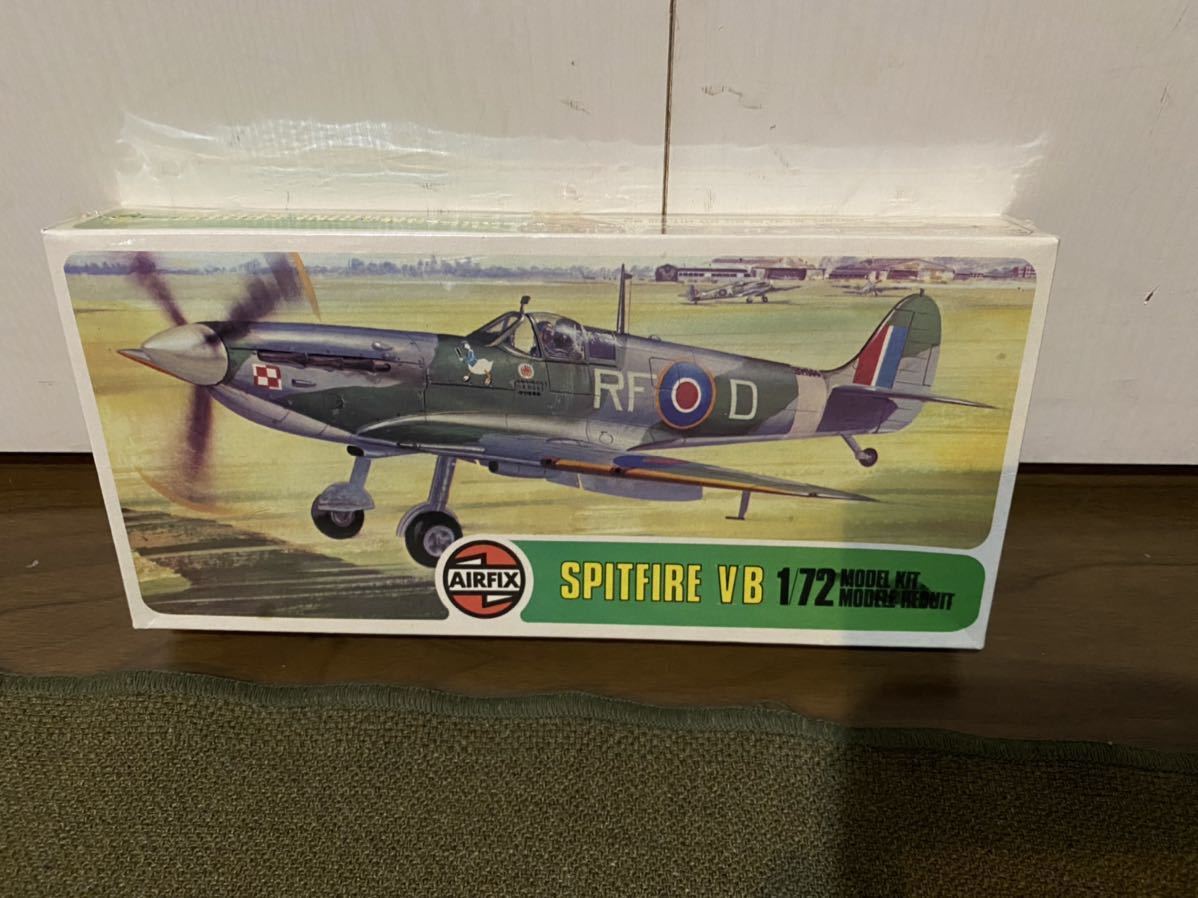 RF D
AIRFIX
SPITFIRE VB 1/72 MODEL KIT
MODELE REDUIT